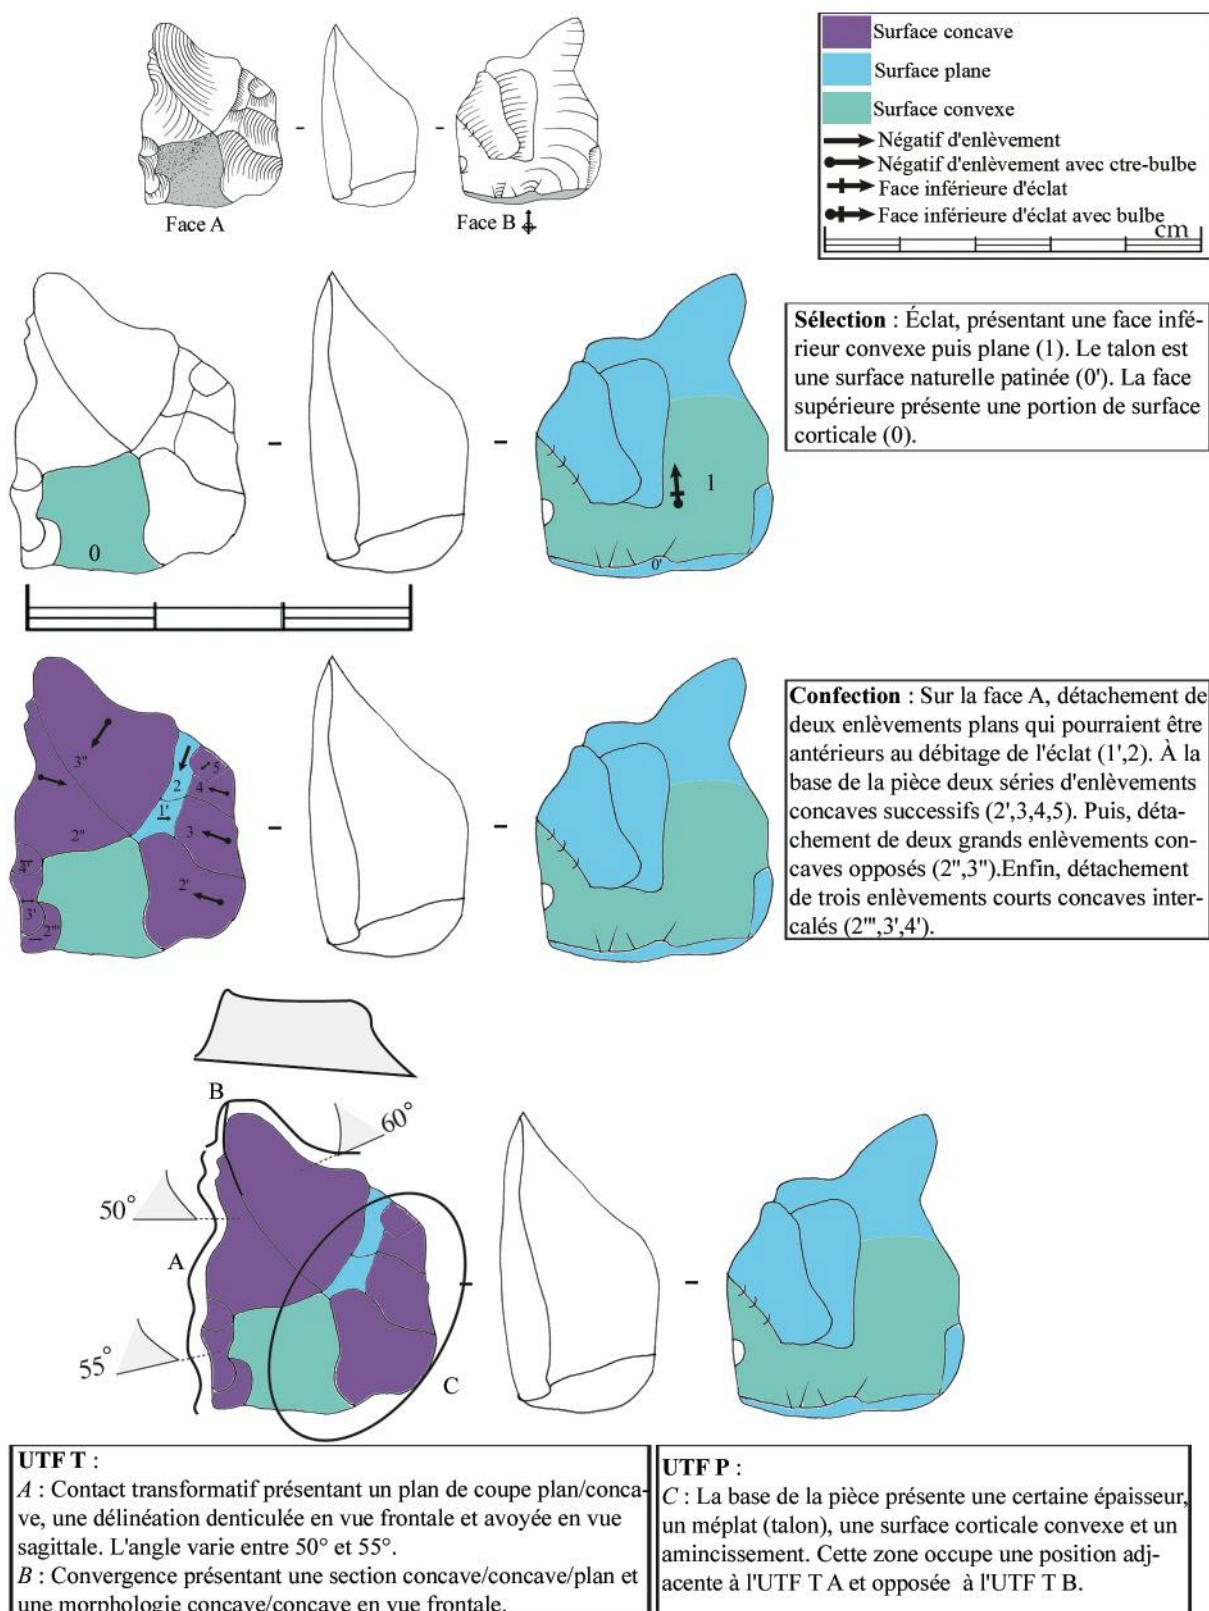 Surface concave
Surface plane
Surface convexe
Négatif d'enlèvement
Négatif d'enlèvement avec ctre-bulbe
Face inférieure d'éclat
Face inférieure d'éclat avec bulbe
cm
Face A
Face B
Sélection : Éclat, présentant une face infé-
rieur convexe puis plane (1). Le talon est
une surface naturelle patinée (0'). La face
supérieure présente une portion de surface
corticale (0).
0
1
0'
Confection : Sur la face A, détachement de
deux enlèvements plans qui pourraient être
antérieurs au débitage de l'éclat (1',2). À la
base de la pièce deux séries d'enlèvements
concaves successifs (2',3,4,5). Puis, déta-
chement de deux grands enlèvements con-
caves opposés (2'',3'').Enfin, détachement
de trois enlèvements courts concaves inter-
calés (2''',3',4').
3''
2
5
4
1'
3
2''
4'
2'
3'
2'''
B
60°
50°
A
55°
C
UTF T :
A : Contact transformatif présentant un plan de coupe plan/conca-
ve, une délinéation denticulée en vue frontale et avoyée en vue
sagittale. L'angle varie entre 50° et 55°.
B : Convergence présentant une section concave/concave/plan et
une morphologie concave/concave en vue frontale.
UTF P :
C : La base de la pièce présente une certaine épaisseur,
un méplat (talon), une surface corticale convexe et un
amincissement. Cette zone occupe une position adj-
acente à l'UTF T A et opposée à l'UTF T B.